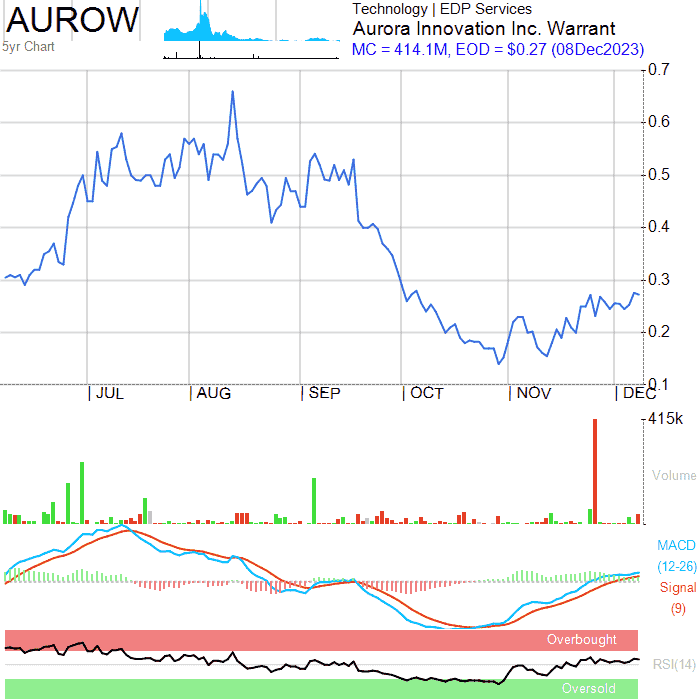 AUROW
5yr Chart
Technology | EDP Services
Aurora Innovation Inc. Warrant
MC = 414.1M, EOD = $0.27 (08Dec2023)
0.7
0.6
0.5
0.4
0.3
0.2
0.1
JUL AUG SEP OCT NOV DEC
415k
Volume
MACD
(12-26)
Signal
(9)
Overbought
RSI(14)
Oversold